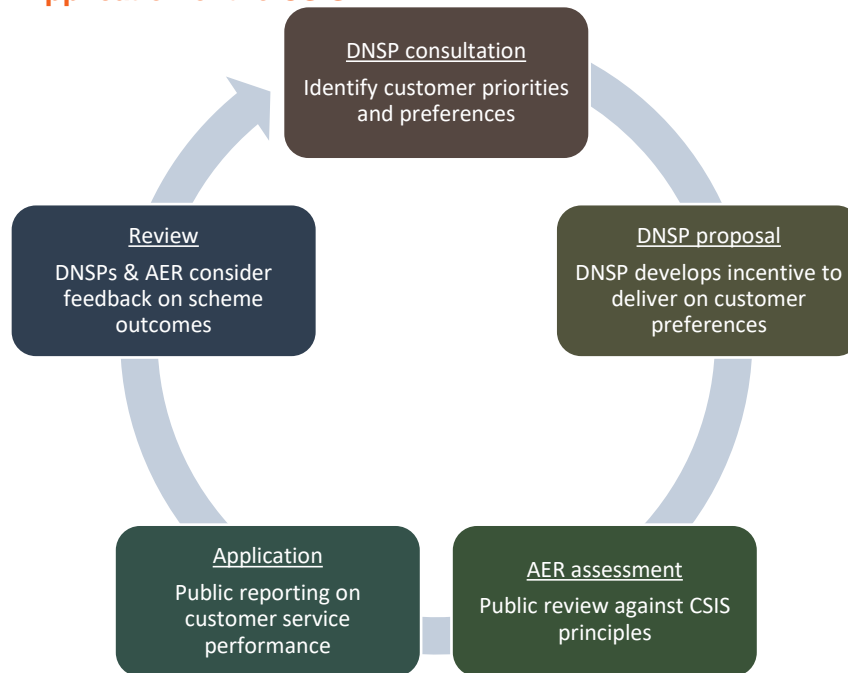 DNSP consultation
Identify customer priorities
and preferences
Review
DNSPs & AER consider
feedback on scheme
outcomes
DNSP proposal
DNSP develops incentive to
deliver on customer
preferences
Application
Public reporting on
customer service
performance
AER assessment
Public review against CSIS
principles